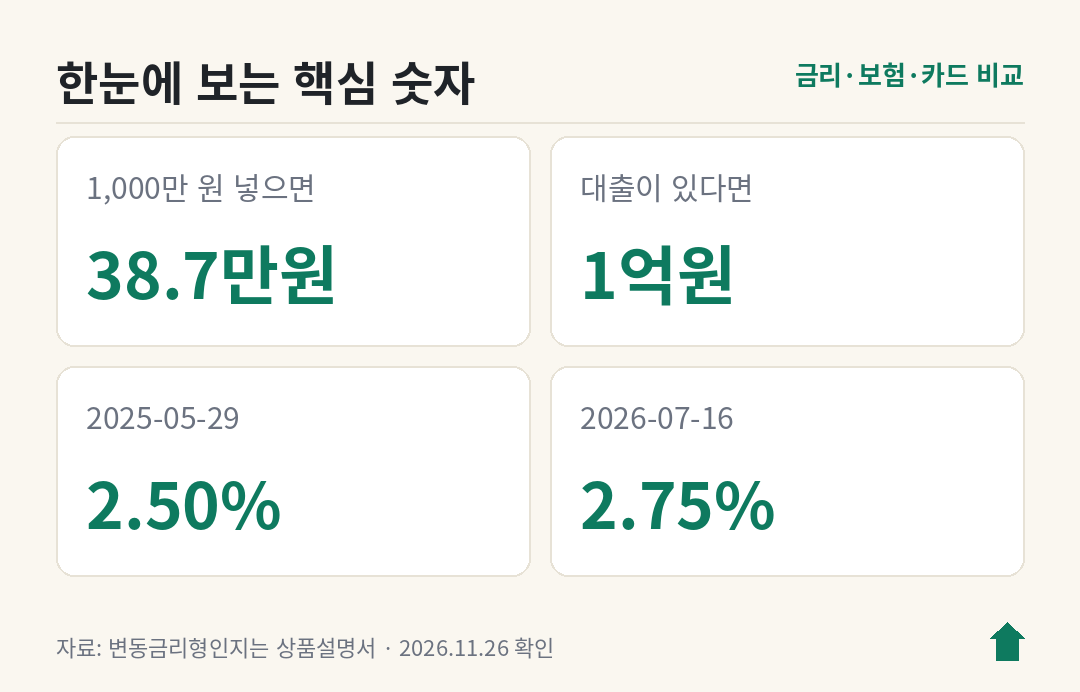 한눈에 보는 핵심 숫자
금리·보험·카드 비교
1,000만 원 넣으면
38.7만원
대출이 있다면
1억원
2025-05-29
2.50%
2026-07-16
2.75%
자료: 변동금리형인지는 상품설명서 · 2026.11.26 확인